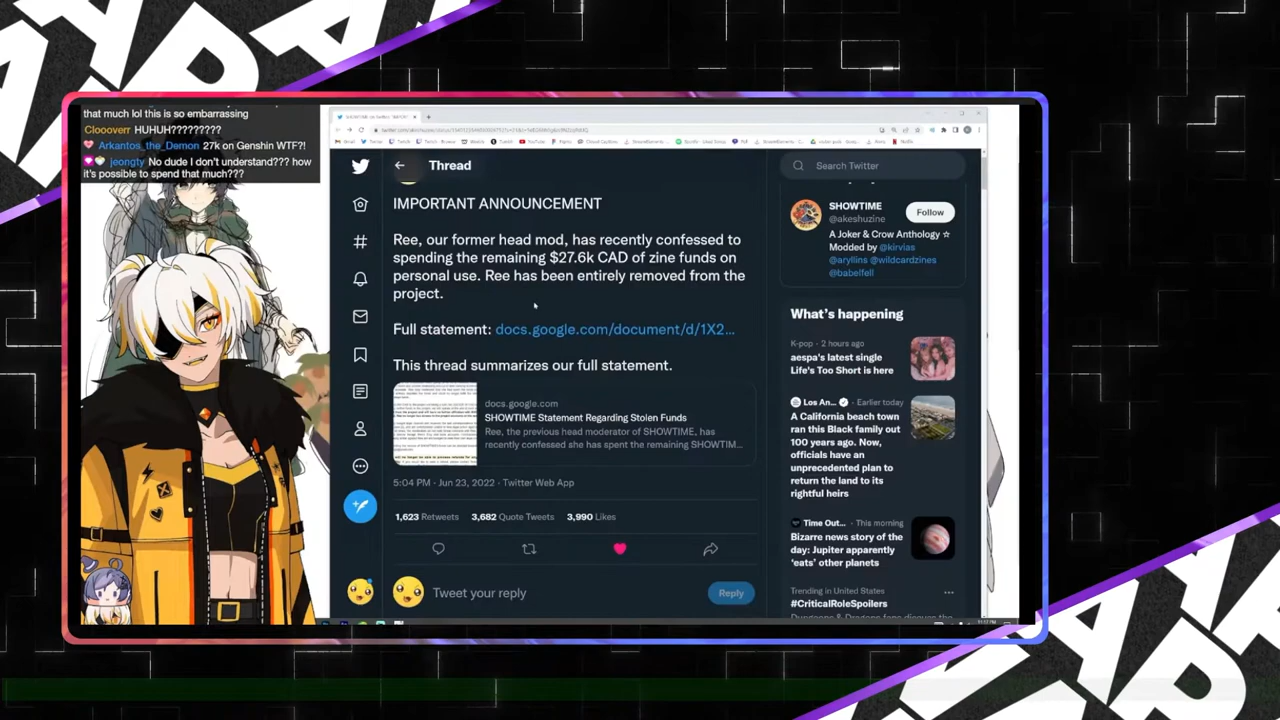 that much lol this is so embarrassing
Cloooverr HUHUH?????????
Arkantos_the_Demon 27k on Genshin WTF?!
jeongty No dude I don't understand??? how
it's possible to spend that much???
Thread
Search Twitter
IMPORTANT ANNOUNCEMENT
Ree, our former head mod, has recently confessed to
spending the remaining $27.6k CAD of zine funds on
personal use. Ree has been entirely removed from the
project.
Full statement: docs.google.com/document/d/1X2...
This thread summarizes our full statement.
docs.google.com
SHOWTIME Statement Regarding Stolen Funds
Ree, the previous head moderator of SHOWTIME, has
recently confessed she has spent the remaining SHOWTIM...
5:04 PM · Jun 23, 2022 · Twitter Web App
1,623 Retweets 3,682 Quote Tweets 3,990 Likes
Tweet your reply
Reply
SHOWTIME
@akeshuzine
Follow
A Joker & Crow Anthology ☆
Modded by @kirvias
@aryllins @wildcardzines
@babelfell
What's happening
K-pop · 2 hours ago
aespa's latest single
Life's Too Short is here
Los An... · Earlier today
A California beach town
ran this Black family out
100 years ago. Now,
officials have an
unprecedented plan to
return the land to its
rightful heirs
Time Out... · This morning
Bizarre news story of the
day: Jupiter apparently
'eats' other planets
Trending in United States
#CriticalRoleSpoilers